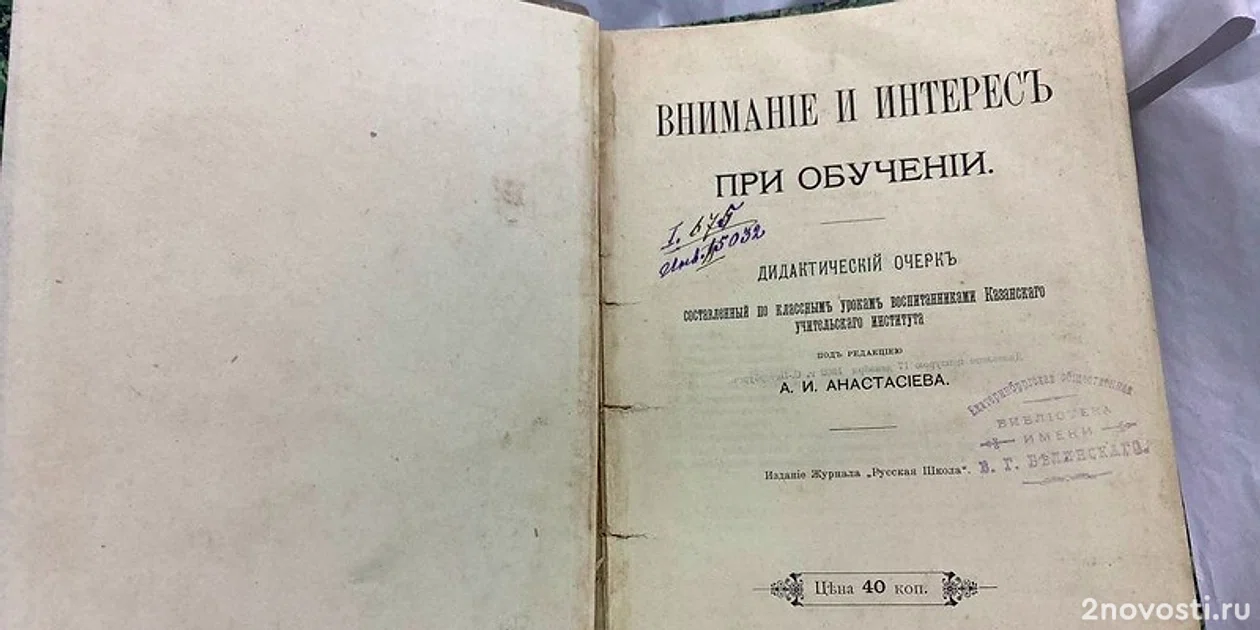 ВНИМАНІЕ И ИНТЕРЕСЪ
ПРИ ОБУЧЕНІИ.
I. 675
Инв. 15032
ДИДАКТИЧЕСКІЙ ОЧЕРКЪ
составленный по класснымъ урокамъ воспитанниками Казанскаго
учительскаго института
ПОДЪ РЕДАКЦІЕЮ
А. И. АНАСТАСІЕВА.
Екатеринбургская общественная
БИБЛІОТЕКА
ИМЕНИ
В. Г. БѢЛИНСКАГО.
Изданіе Журнала „Русская Школа“.
Цѣна 40 коп.
2novosti.ru